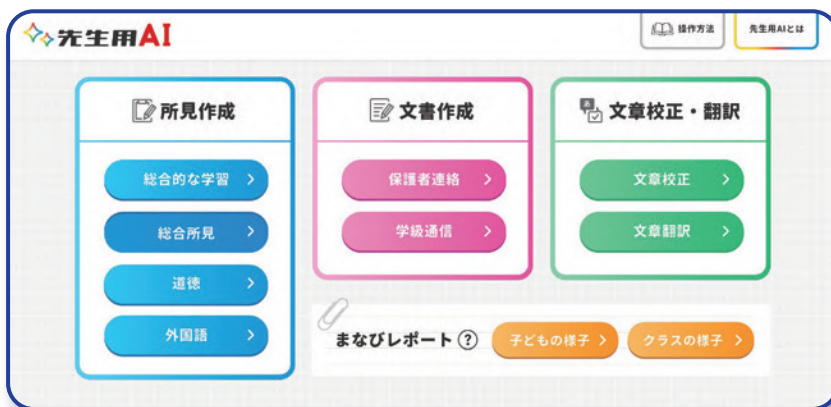 先生用AI
操作方法
先生用AIとは
所見作成
総合的な学習
総合所見
道徳
外国語
文書作成
保護者連絡
学級通信
文章校正・翻訳
文章校正
文章翻訳
まなびレポート ?
子どもの様子
クラスの様子